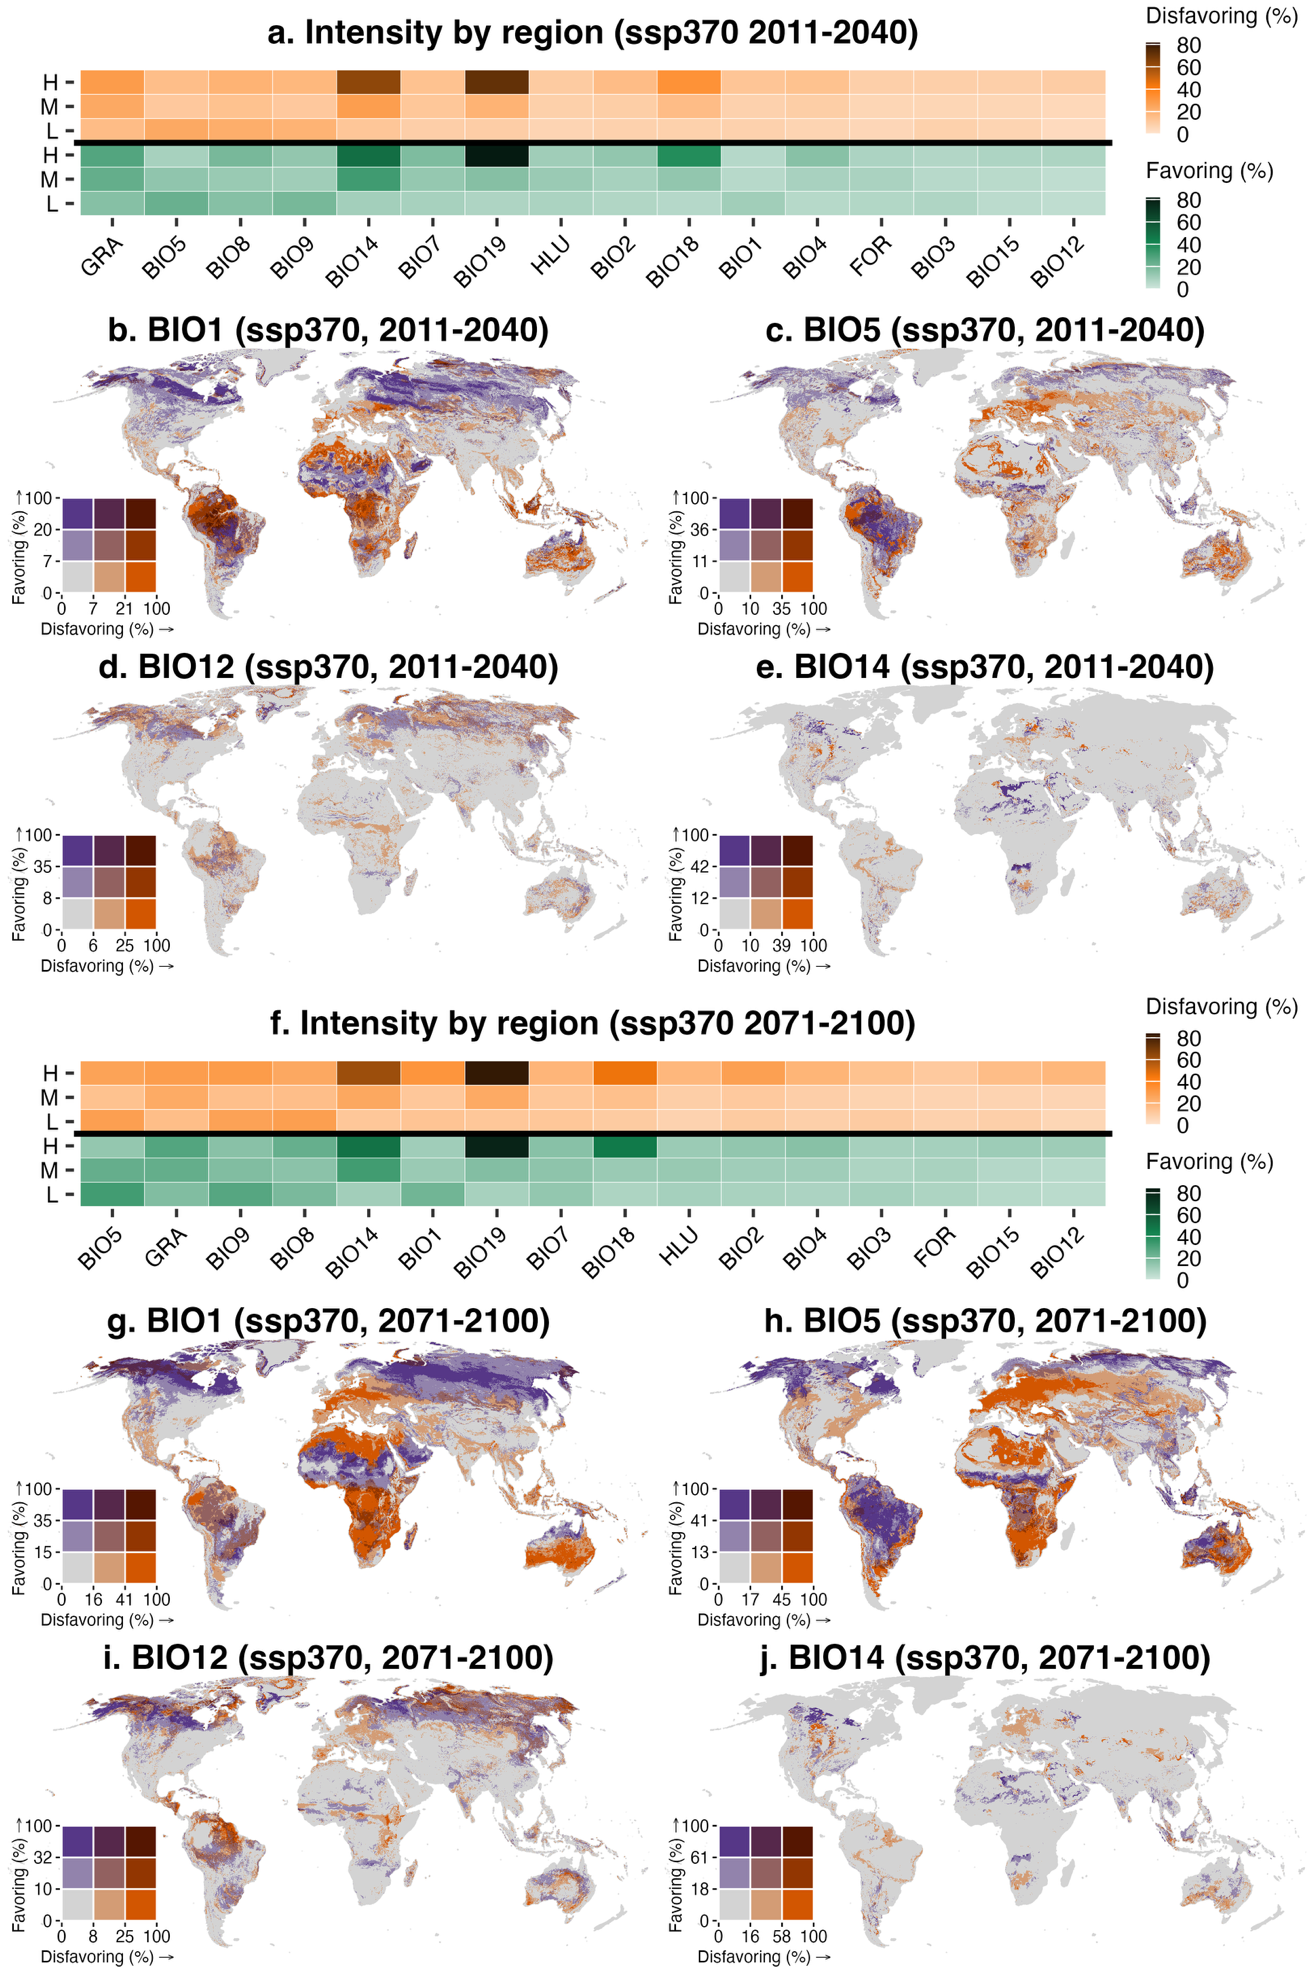 a. Intensity by region (ssp370 2011-2040)
Disfavoring (%)
80
60
40
20
0
H
M
L
H
M
L
Favoring (%)
80
60
40
20
0
GRA BIO5 BIO8 BIO9 BIO14 BIO7 BIO19 HLU BIO2 BIO18 BIO1 BIO4 FOR BIO3 BIO15 BIO12
b. BIO1 (ssp370, 2011-2040)
Favoring (%) →
100
20
7
0
0 7 21 100
Disfavoring (%) →
c. BIO5 (ssp370, 2011-2040)
Favoring (%) →
100
36
11
0
0 10 35 100
Disfavoring (%) →
d. BIO12 (ssp370, 2011-2040)
Favoring (%) →
100
35
8
0
0 6 25 100
Disfavoring (%) →
e. BIO14 (ssp370, 2011-2040)
Favoring (%) →
100
42
12
0
0 10 39 100
Disfavoring (%) →
f. Intensity by region (ssp370 2071-2100)
Disfavoring (%)
80
60
40
20
0
H
M
L
H
M
L
Favoring (%)
80
60
40
20
0
BIO5 GRA BIO9 BIO8 BIO14 BIO1 BIO19 BIO7 BIO18 HLU BIO2 BIO4 BIO3 FOR BIO15 BIO12
g. BIO1 (ssp370, 2071-2100)
Favoring (%) →
100
35
15
0
0 16 41 100
Disfavoring (%) →
h. BIO5 (ssp370, 2071-2100)
Favoring (%) →
100
41
13
0
0 17 45 100
Disfavoring (%) →
i. BIO12 (ssp370, 2071-2100)
Favoring (%) →
100
32
10
0
0 8 25 100
Disfavoring (%) →
j. BIO14 (ssp370, 2071-2100)
Favoring (%) →
100
61
18
0
0 16 58 100
Disfavoring (%) →